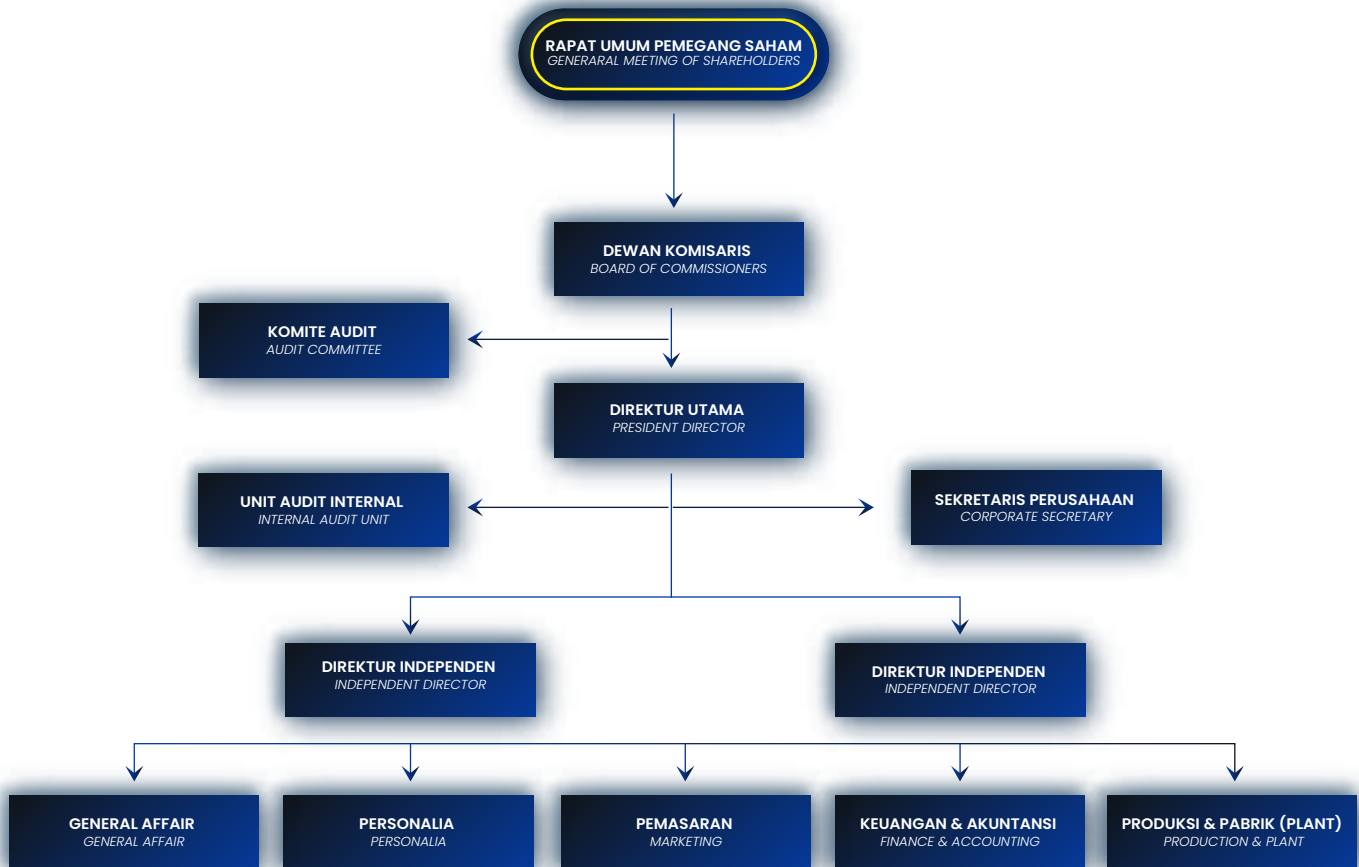 RAPAT UMUM PEMEGANG SAHAM
GENERARAL MEETING OF SHAREHOLDERS
DEWAN KOMISARIS
BOARD OF COMMISSIONERS
KOMITE AUDIT
AUDIT COMMITTEE
DIREKTUR UTAMA
PRESIDENT DIRECTOR
UNIT AUDIT INTERNAL
INTERNAL AUDIT UNIT
SEKRETARIS PERUSAHAAN
CORPORATE SECRETARY
DIREKTUR INDEPENDEN
INDEPENDENT DIRECTOR
DIREKTUR INDEPENDEN
INDEPENDENT DIRECTOR
GENERAL AFFAIR
GENERAL AFFAIR
PERSONALIA
PERSONALIA
PEMASARAN
MARKETING
KEUANGAN & AKUNTANSI
FINANCE & ACCOUNTING
PRODUKSI & PABRIK (PLANT)
PRODUCTION & PLANT